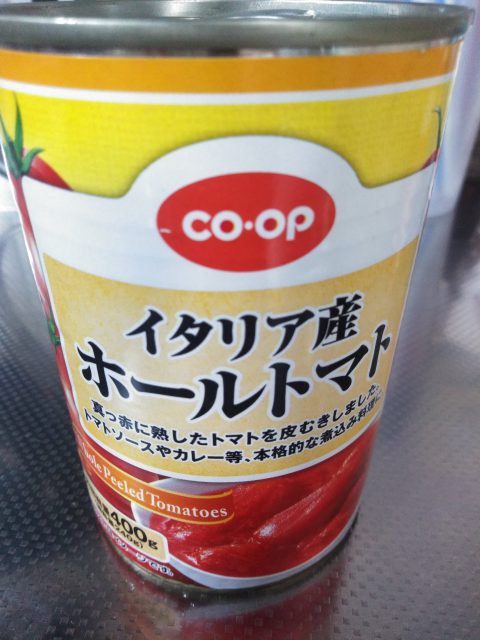 CO·OP
イタリア産
ホールトマト
真っ赤に熟したトマトを皮むきしました。
トマトソースやカレー等、本格的な煮込み料理に
Peeled Tomatoes
400g